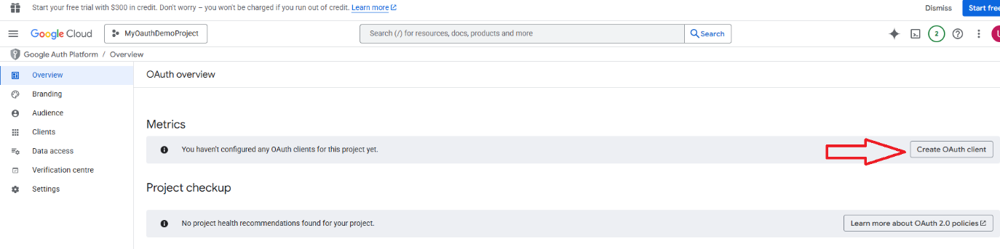 Start your free trial with $300 in credit. Don't worry – you won't be charged if you run out of credit. Learn more
Dismiss
Start free
Google Cloud
MyOauthDemoProject
Search (/) for resources, docs, products and more
Search
2
Google Auth Platform / Overview
Overview
OAuth overview
Branding
Audience
Clients
Data access
Verification centre
Settings
Metrics
You haven't configured any OAuth clients for this project yet.
Create OAuth client
Project checkup
No project health recommendations found for your project.
Learn more about OAuth 2.0 policies